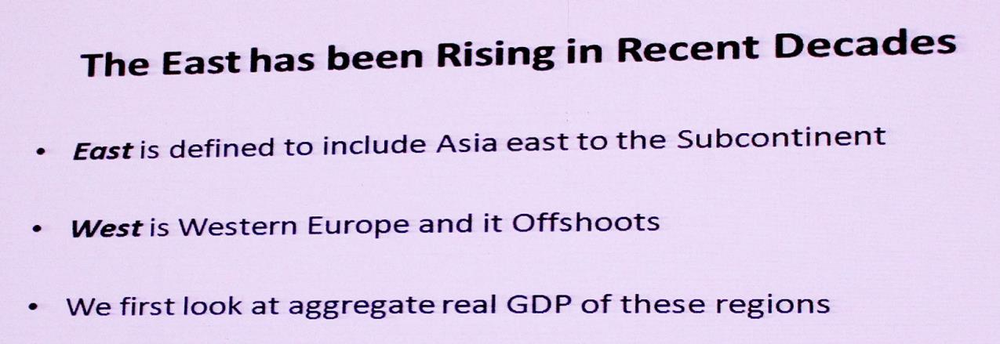 The East has been Rising in Recent Decades
• East is defined to include Asia east to the Subcontinent
• West is Western Europe and it Offshoots
• We first look at aggregate real GDP of these regions